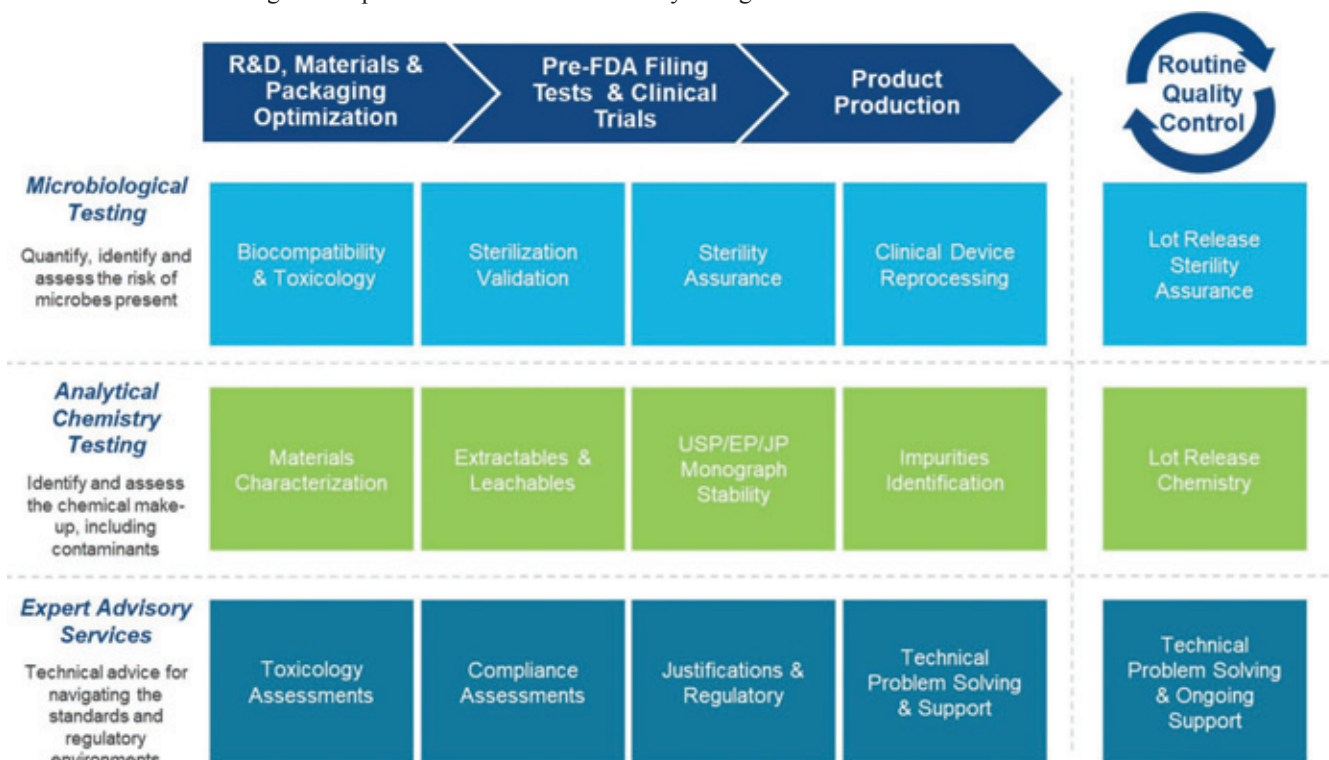 R&D, Materials &
Packaging
Optimization
Pre-FDA Filing
Tests & Clinical
Trials
Product
Production
Routine
Quality
Control
Microbiological
Testing
Quantify, identify and
assess the risk of
microbes present
Biocompatibility
& Toxicology
Sterilization
Validation
Sterility
Assurance
Clinical Device
Reprocessing
Lot Release
Sterility
Assurance
Analytical
Chemistry
Testing
Identify and assess
the chemical make-
up, including
contaminants
Materials
Characterization
Extractables &
Leachables
USP/EP/JP
Monograph
Stability
Impurities
Identification
Lot Release
Chemistry
Expert Advisory
Services
Technical advice for
navigating the
standards and
regulatory
environments
Toxicology
Assessments
Compliance
Assessments
Justifications &
Regulatory
Technical
Problem Solving
& Support
Technical
Problem Solving
& Ongoing
Support